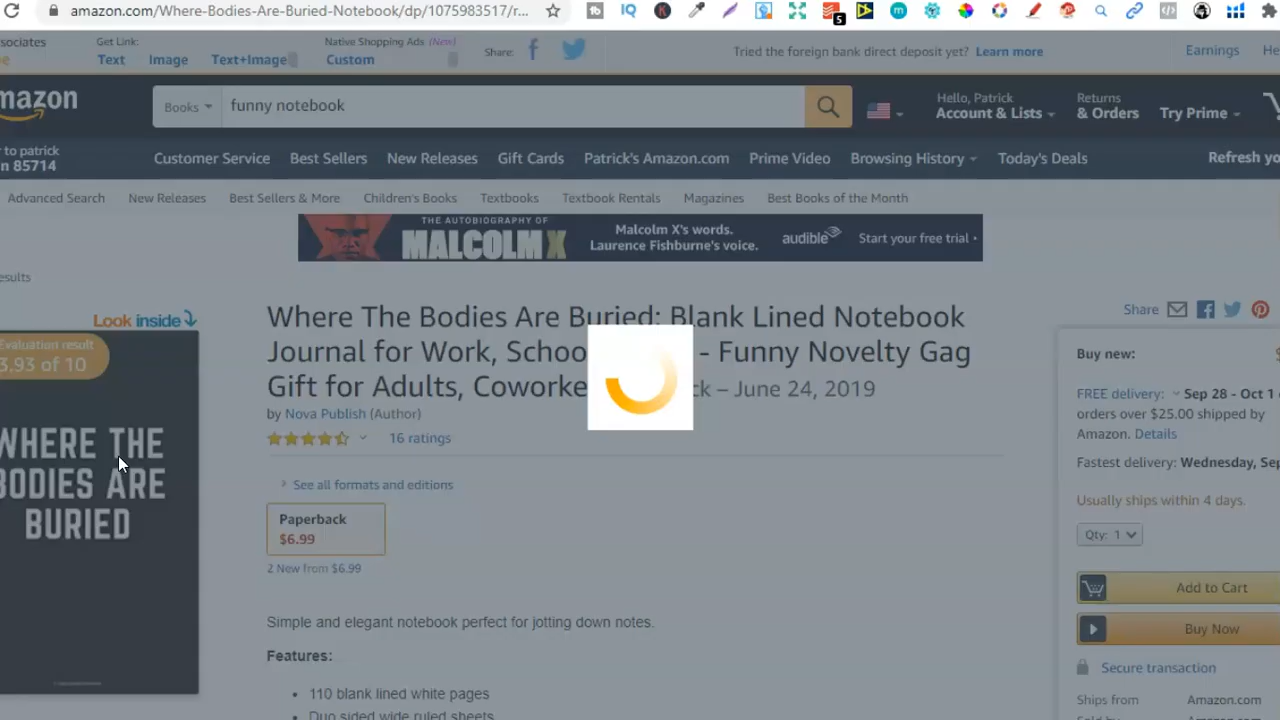 amazon.com/Where-Bodies-Are-Buried-Notebook/dp/1075983517/r...
5
Get Link:
Native Shopping Ads (New)
Text Image Text+Image Custom
Share:
Tried the foreign bank direct deposit yet? Learn more
Earnings
Books funny notebook
Hello, Patrick
Account & Lists
Returns
& Orders
Try Prime
to patrick
n 85714
Customer Service Best Sellers New Releases Gift Cards Patrick's Amazon.com Prime Video Browsing History Today's Deals Refresh yo
Advanced Search New Releases Best Sellers & More Children's Books Textbooks Textbook Rentals Magazines Best Books of the Month
THE AUTOBIOGRAPHY OF
MALCOLM X
Malcolm X's words.
Laurence Fishburne's voice.
audible
Start your free trial
esults
Look inside
Evaluation result
3.93 of 10
WHERE THE
BODIES ARE
BURIED
Where The Bodies Are Buried: Blank Lined Notebook
Journal for Work, Schoo - Funny Novelty Gag
Gift for Adults, Coworke ck – June 24, 2019
by Nova Publish (Author)
16 ratings
See all formats and editions
Paperback
$6.99
2 New from $6.99
Simple and elegant notebook perfect for jotting down notes.
Features:
• 110 blank lined white pages
• Duo sided wide ruled sheets
Share
Buy new:
FREE delivery: Sep 28 - Oct 1
orders over $25.00 shipped by
Amazon. Details
Fastest delivery: Wednesday, Sep
Usually ships within 4 days.
Qty: 1
Add to Cart
Buy Now
Secure transaction
Ships from Amazon.com
Amazon.com